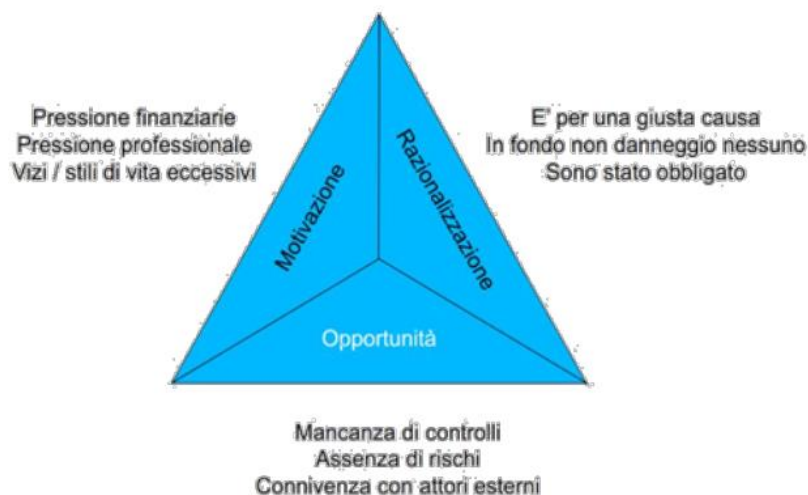 Pressione finanziarie
Pressione professionale
Vizi / stili di vita eccessivi
Motivazione
Razionalizzazione
E' per una giusta causa
In fondo non danneggio nessuno
Sono stato obbligato
Opportunità
Mancanza di controlli
Assenza di rischi
Connivenza con attori esterni